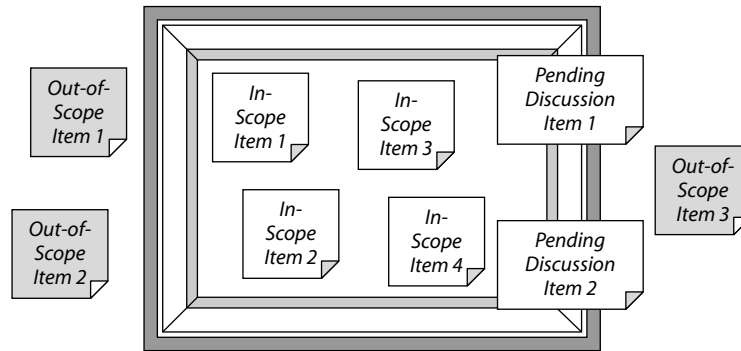 Out-of-
Scope
Item 1
In-
Scope
Item 1
In-
Scope
Item 3
Pending
Discussion
Item 1
Out-of-
Scope
Item 3
Out-of-
Scope
Item 2
In-
Scope
Item 2
In-
Scope
Item 4
Pending
Discussion
Item 2